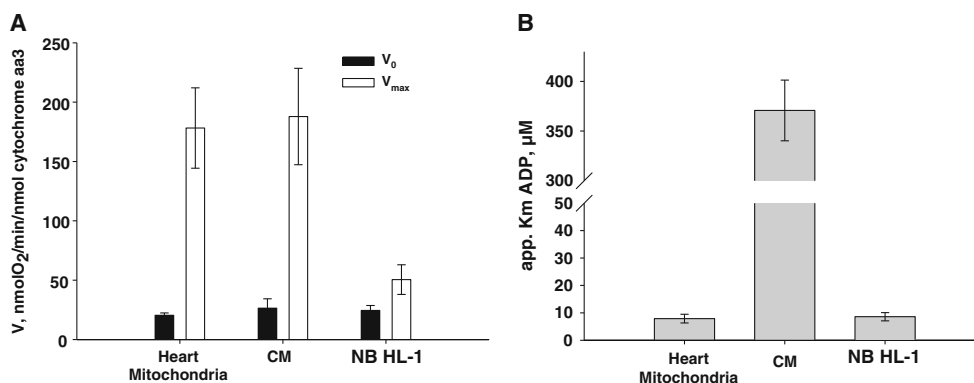 A
V, nmolO2/min/nmol cytochrome aa3
250
200
150
100
50
0
V0
Vmax
Heart
Mitochondria
CM
NB HL-1
B
app. Km ADP, µM
400
350
300
50
40
30
20
10
0
Heart
Mitochondria
CM
NB HL-1